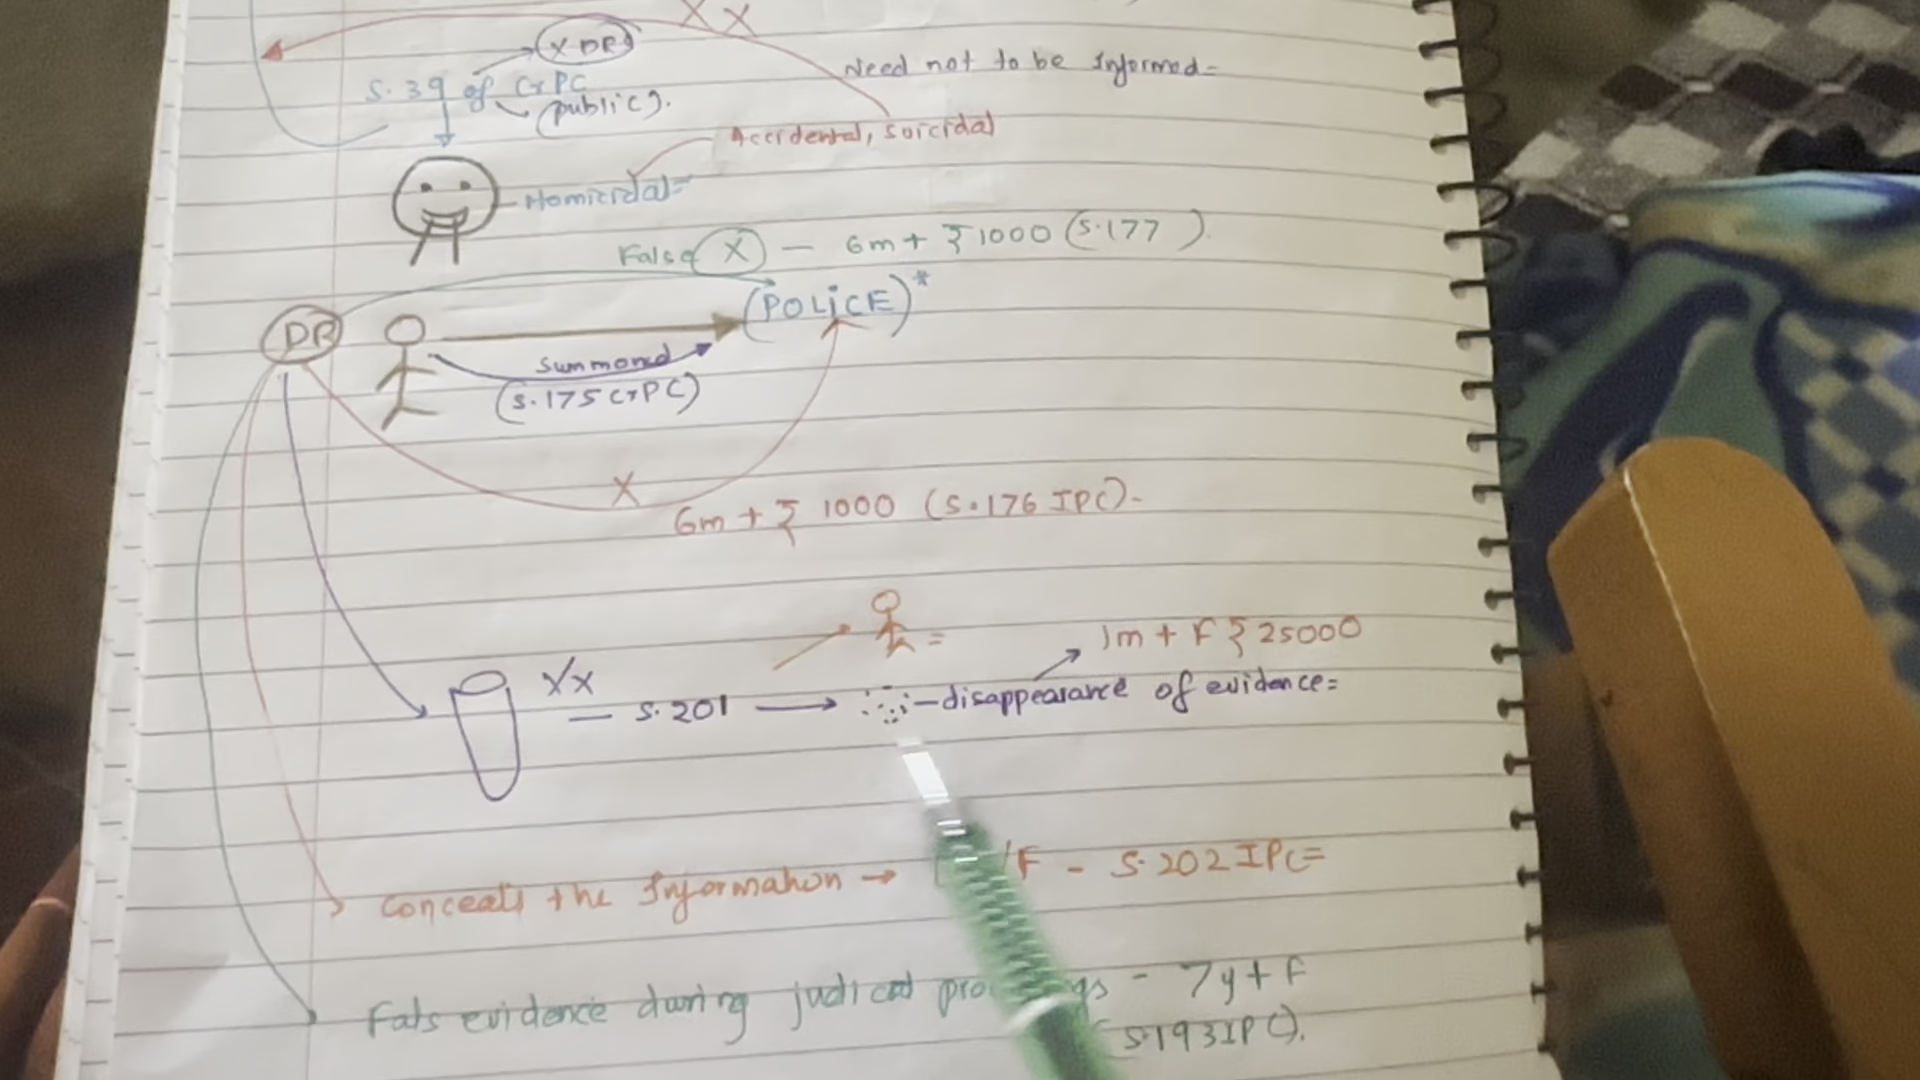 X X
X DR
Need not to be Informed-
S.39 of CrPC
(public).
Accidental, suicidal
Homicidal=
False X — 6m + ₹1000 (S.177).
(POLiCE)*
DR
summoned
(S.175 CrPC)
X
6m + ₹ 1000 (S.176 IPC)-
1m + F ₹ 25000
XX — S.201 → -disappearance of evidence=
conceals the Information → /F - S.202 IPC=
Fals evidence during judical - 7y + F
S.193 IPC).